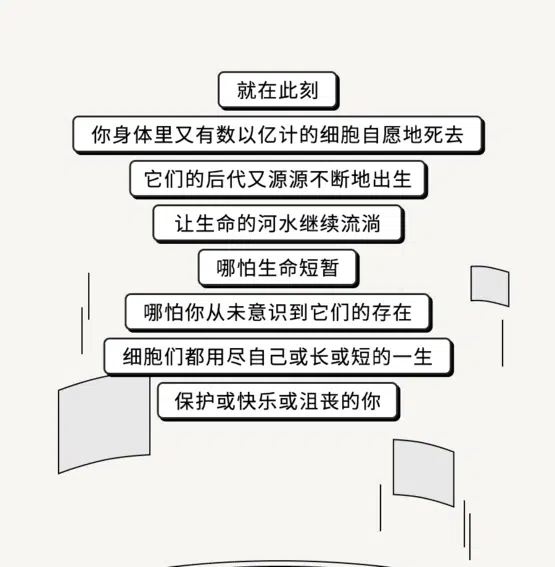 就在此刻
你身体里又有数以亿计的细胞自愿地死去
它们的后代又源源不断地出生
让生命的河水继续流淌
哪怕生命短暂
哪怕你从未意识到它们的存在
细胞们都用尽自己或长或短的一生
保护或快乐或沮丧的你